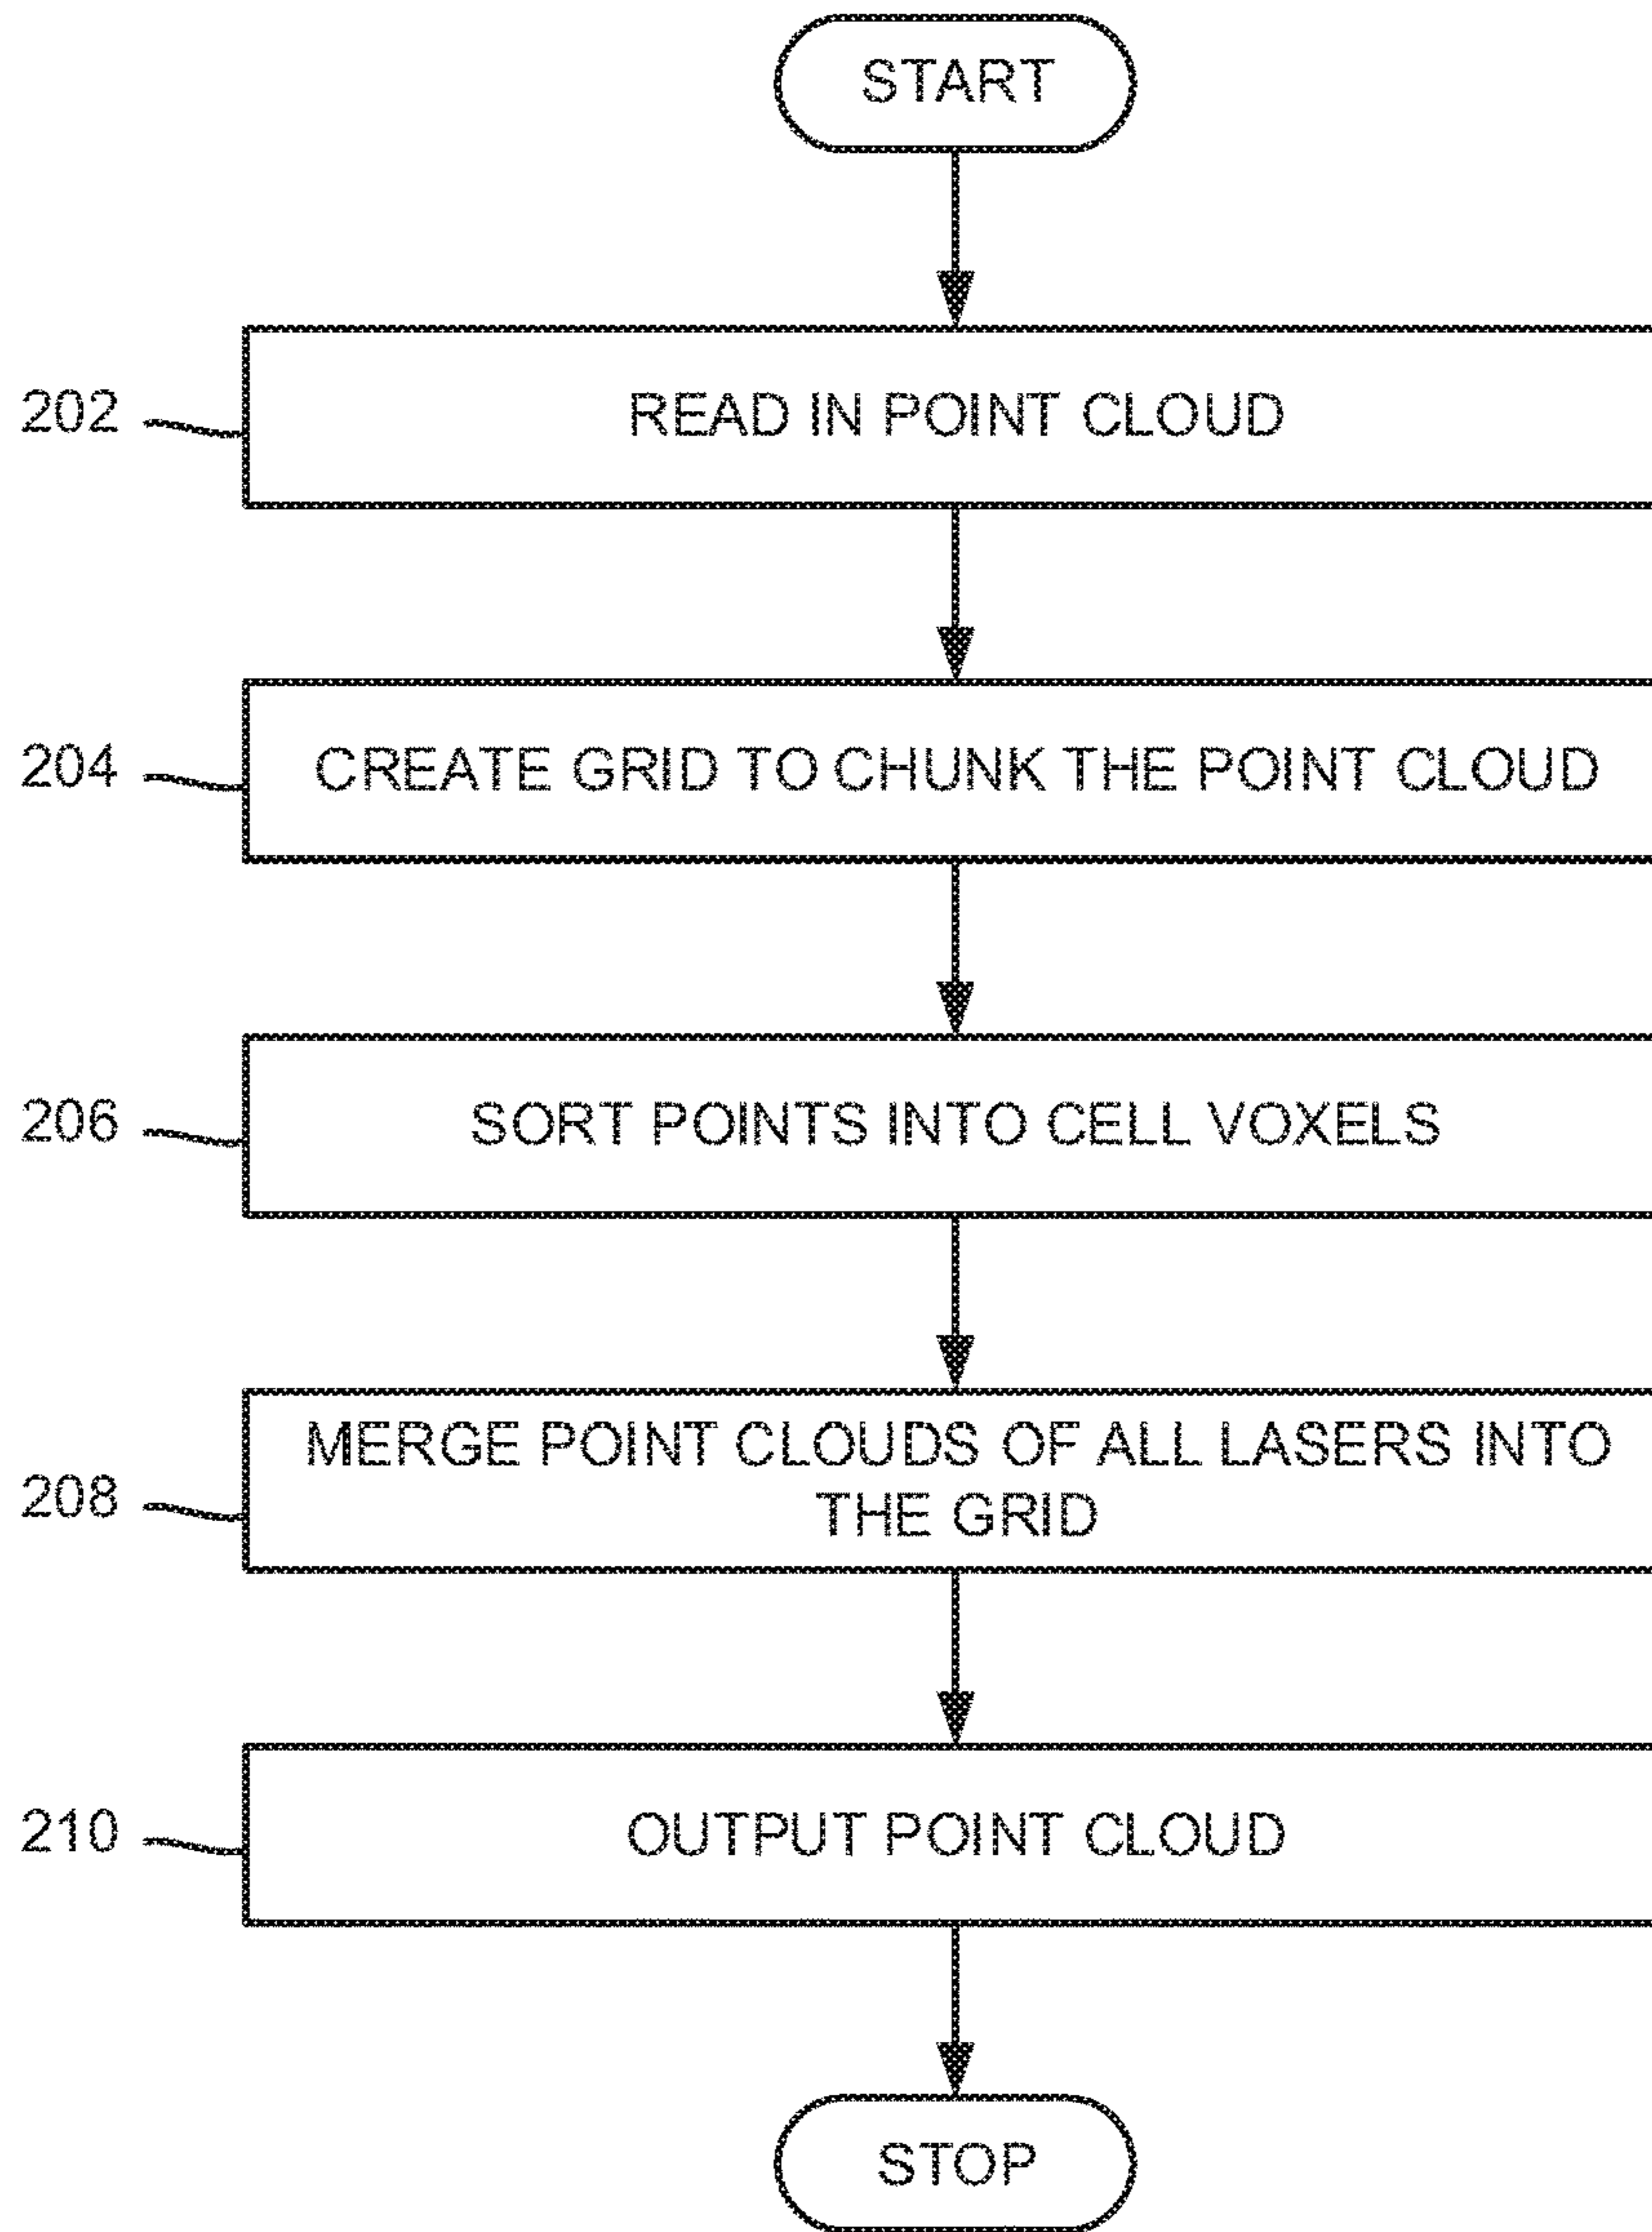 START
202
READ IN POINT CLOUD
204
CREATE GRID TO CHUNK THE POINT CLOUD
206
SORT POINTS INTO CELL VOXELS
208
MERGE POINT CLOUDS OF ALL LASERS INTO
THE GRID
210
OUTPUT POINT CLOUD
STOP